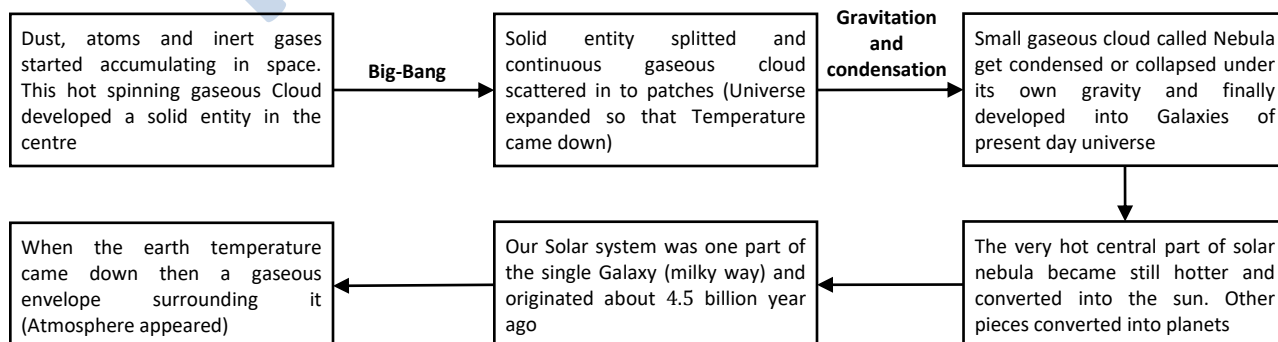 Dust, atoms and inert gases
started accumulating in space.
This hot spinning gaseous Cloud
developed a solid entity in the
centre
Big-Bang
Solid entity splitted and
continuous gaseous cloud
scattered in to patches (Universe
expanded so that Temperature
came down)
Gravitation
and
condensation
Small gaseous cloud called Nebula
get condensed or collapsed under
its own gravity and finally
developed into Galaxies of
present day universe
The very hot central part of solar
nebula became still hotter and
converted into the sun. Other
pieces converted into planets
Our Solar system was one part of
the single Galaxy (milky way) and
originated about 4.5 billion year
ago
When the earth temperature
came down then a gaseous
envelope surrounding it
(Atmosphere appeared)